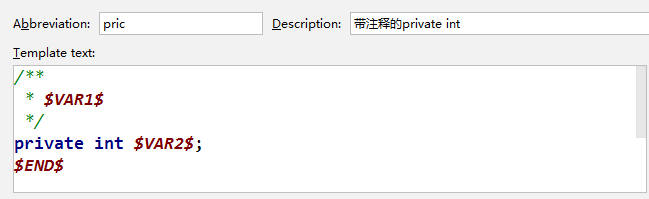 Abbreviation: pric Description: 带注释的private int
Template text:
/**
 * $VAR1$
 */
private int $VAR2$;
$END$